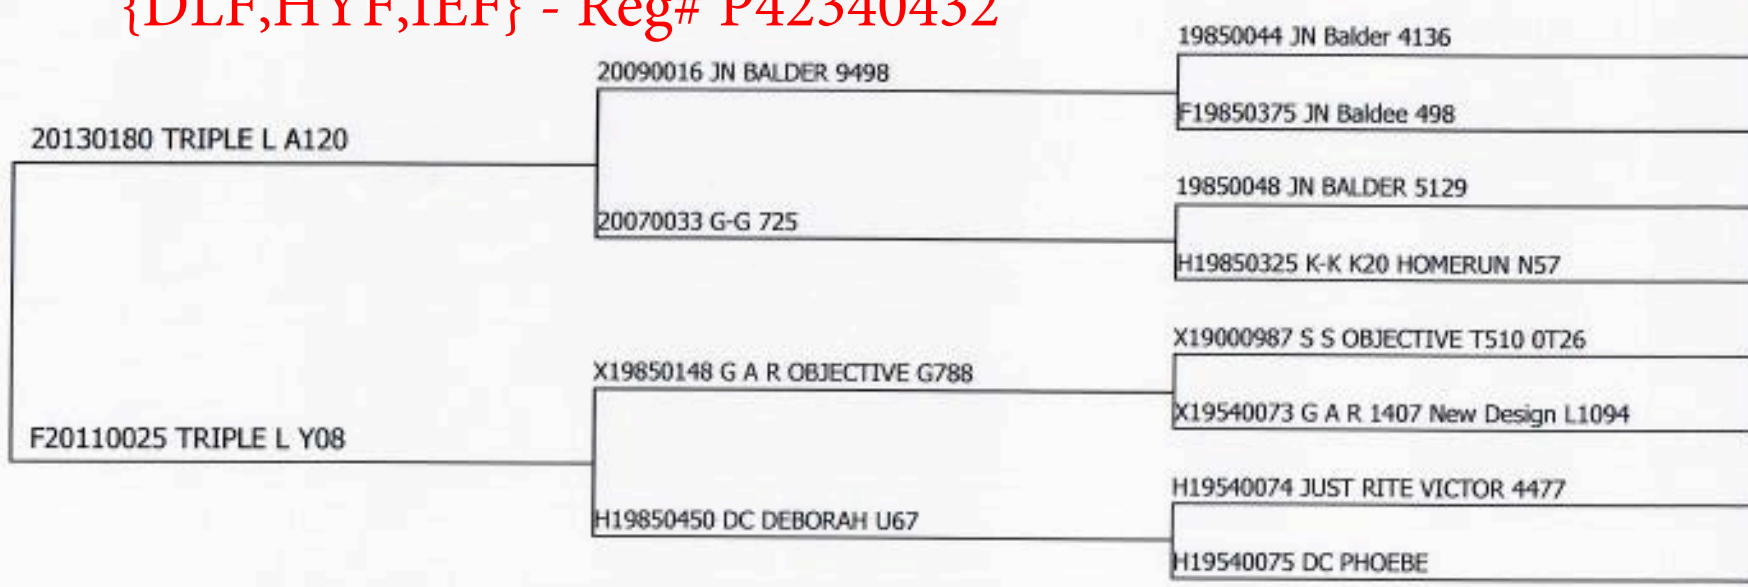 {DLF,HYF,IEF} - Reg# P42340432
19850044 JN Balder 4136
20090016 JN BALDER 9498
F19850375 JN Baldee 498
20130180 TRIPLE L A120
19850048 JN BALDER 5129
20070033 G-G 725
H19850325 K-K K20 HOMERUN N57
X19000987 S S OBJECTIVE T510 0T26
X19850148 G A R OBJECTIVE G788
X19540073 G A R 1407 New Design L1094
F20110025 TRIPLE L Y08
H19540074 JUST RITE VICTOR 4477
H19850450 DC DEBORAH U67
H19540075 DC PHOEBE